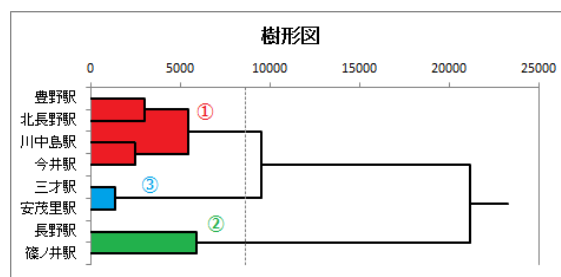 樹形図
0 5000 10000 15000 20000 25000
豊野駅
①
北長野駅
川中島駅
今井駅
三才駅
③
安茂里駅
長野駅
②
篠ノ井駅